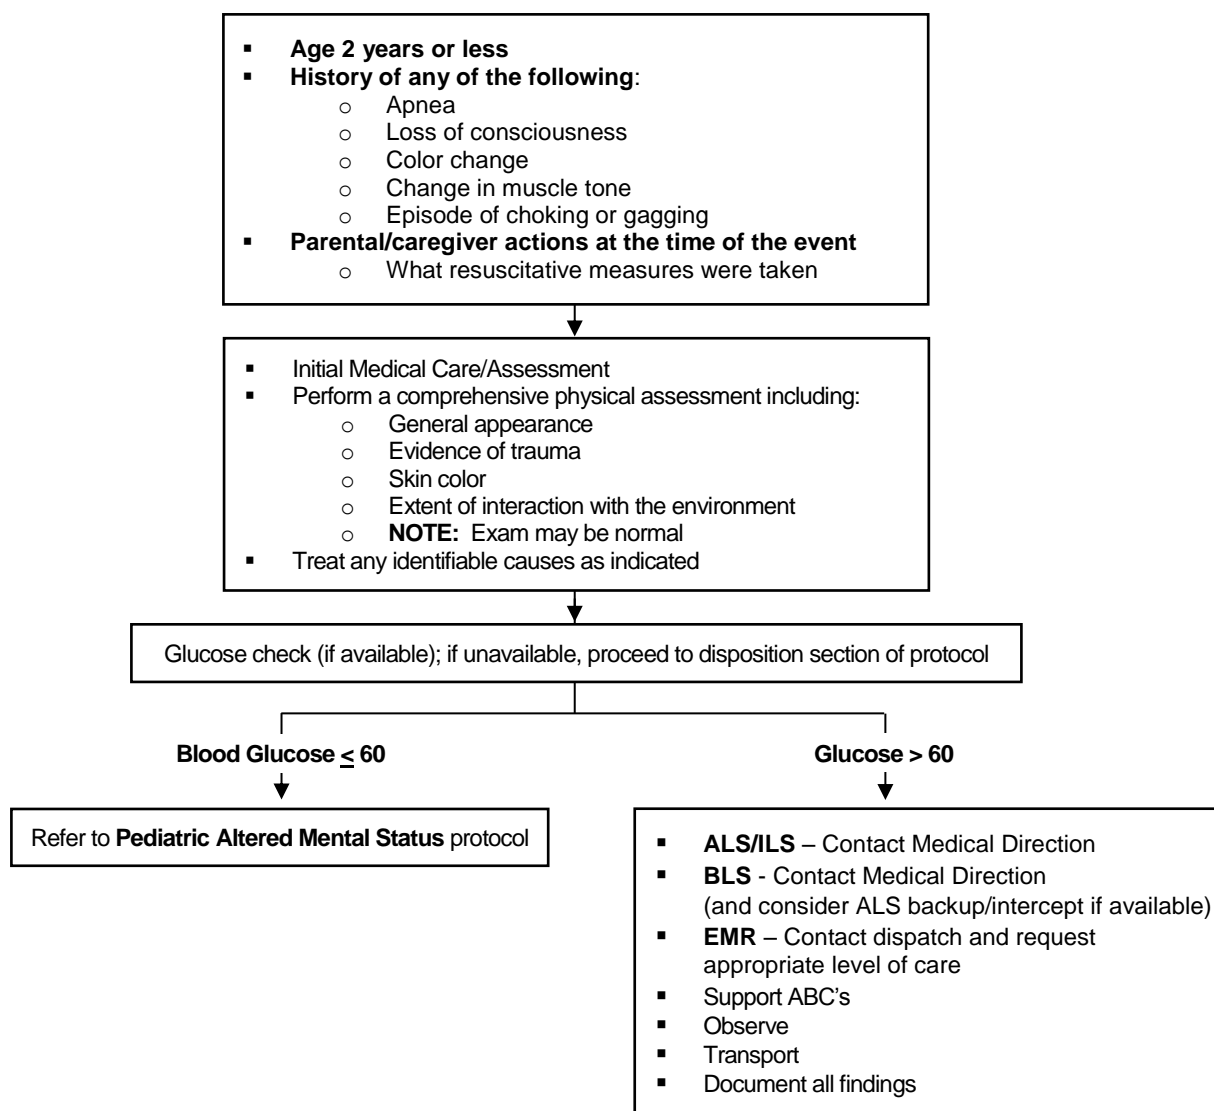 ▪ Age 2 years or less
▪ History of any of the following:
o Apnea
o Loss of consciousness
o Color change
o Change in muscle tone
o Episode of choking or gagging
▪ Parental/caregiver actions at the time of the event
o What resuscitative measures were taken
▪ Initial Medical Care/Assessment
▪ Perform a comprehensive physical assessment including:
o General appearance
o Evidence of trauma
o Skin color
o Extent of interaction with the environment
o NOTE: Exam may be normal
▪ Treat any identifiable causes as indicated
Glucose check (if available); if unavailable, proceed to disposition section of protocol
Blood Glucose ≤ 60
Refer to Pediatric Altered Mental Status protocol
Glucose > 60
▪ ALS/ILS – Contact Medical Direction
▪ BLS - Contact Medical Direction
(and consider ALS backup/intercept if available)
▪ EMR – Contact dispatch and request
appropriate level of care
▪ Support ABC’s
▪ Observe
▪ Transport
▪ Document all findings